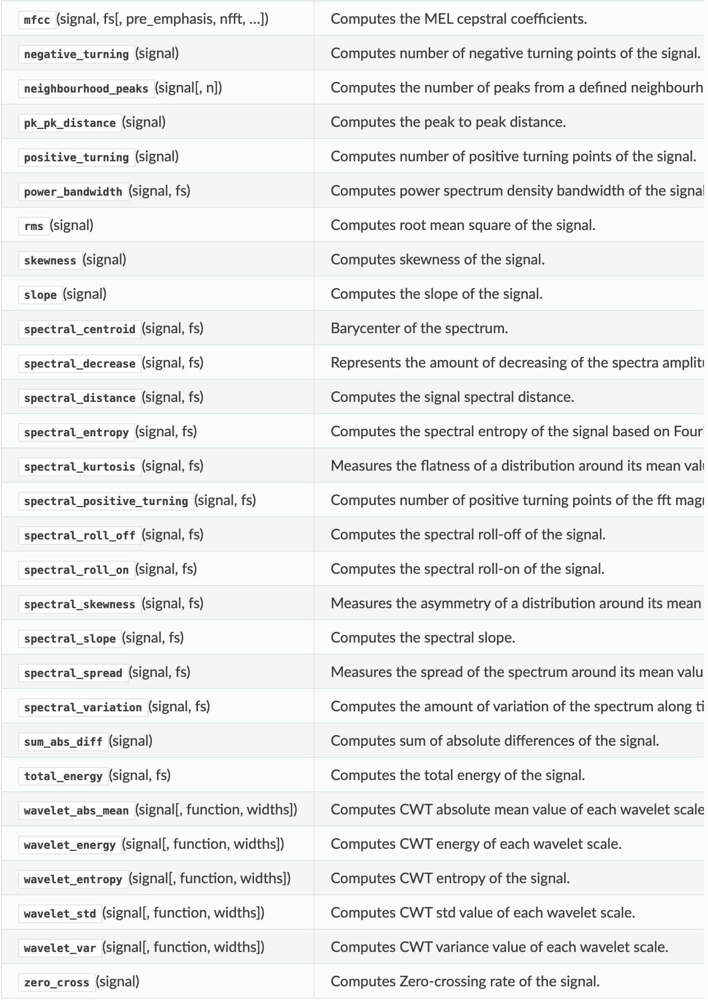 mfcc (signal, fs[, pre_emphasis, nfft, ...]) Computes the MEL cepstral coefficients.
negative_turning (signal) Computes number of negative turning points of the signal.
neighbourhood_peaks (signal[, n]) Computes the number of peaks from a defined neighbourh
pk_pk_distance (signal) Computes the peak to peak distance.
positive_turning (signal) Computes number of positive turning points of the signal.
power_bandwidth (signal, fs) Computes power spectrum density bandwidth of the signal
rms (signal) Computes root mean square of the signal.
skewness (signal) Computes skewness of the signal.
slope (signal) Computes the slope of the signal.
spectral_centroid (signal, fs) Barycenter of the spectrum.
spectral_decrease (signal, fs) Represents the amount of decreasing of the spectra amplitu
spectral_distance (signal, fs) Computes the signal spectral distance.
spectral_entropy (signal, fs) Computes the spectral entropy of the signal based on Fouri
spectral_kurtosis (signal, fs) Measures the flatness of a distribution around its mean valu
spectral_positive_turning (signal, fs) Computes number of positive turning points of the fft magn
spectral_roll_off (signal, fs) Computes the spectral roll-off of the signal.
spectral_roll_on (signal, fs) Computes the spectral roll-on of the signal.
spectral_skewness (signal, fs) Measures the asymmetry of a distribution around its mean
spectral_slope (signal, fs) Computes the spectral slope.
spectral_spread (signal, fs) Measures the spread of the spectrum around its mean valu
spectral_variation (signal, fs) Computes the amount of variation of the spectrum along ti
sum_abs_diff (signal) Computes sum of absolute differences of the signal.
total_energy (signal, fs) Computes the total energy of the signal.
wavelet_abs_mean (signal[, function, widths]) Computes CWT absolute mean value of each wavelet scale
wavelet_energy (signal[, function, widths]) Computes CWT energy of each wavelet scale.
wavelet_entropy (signal[, function, widths]) Computes CWT entropy of the signal.
wavelet_std (signal[, function, widths]) Computes CWT std value of each wavelet scale.
wavelet_var (signal[, function, widths]) Computes CWT variance value of each wavelet scale.
zero_cross (signal) Computes Zero-crossing rate of the signal.